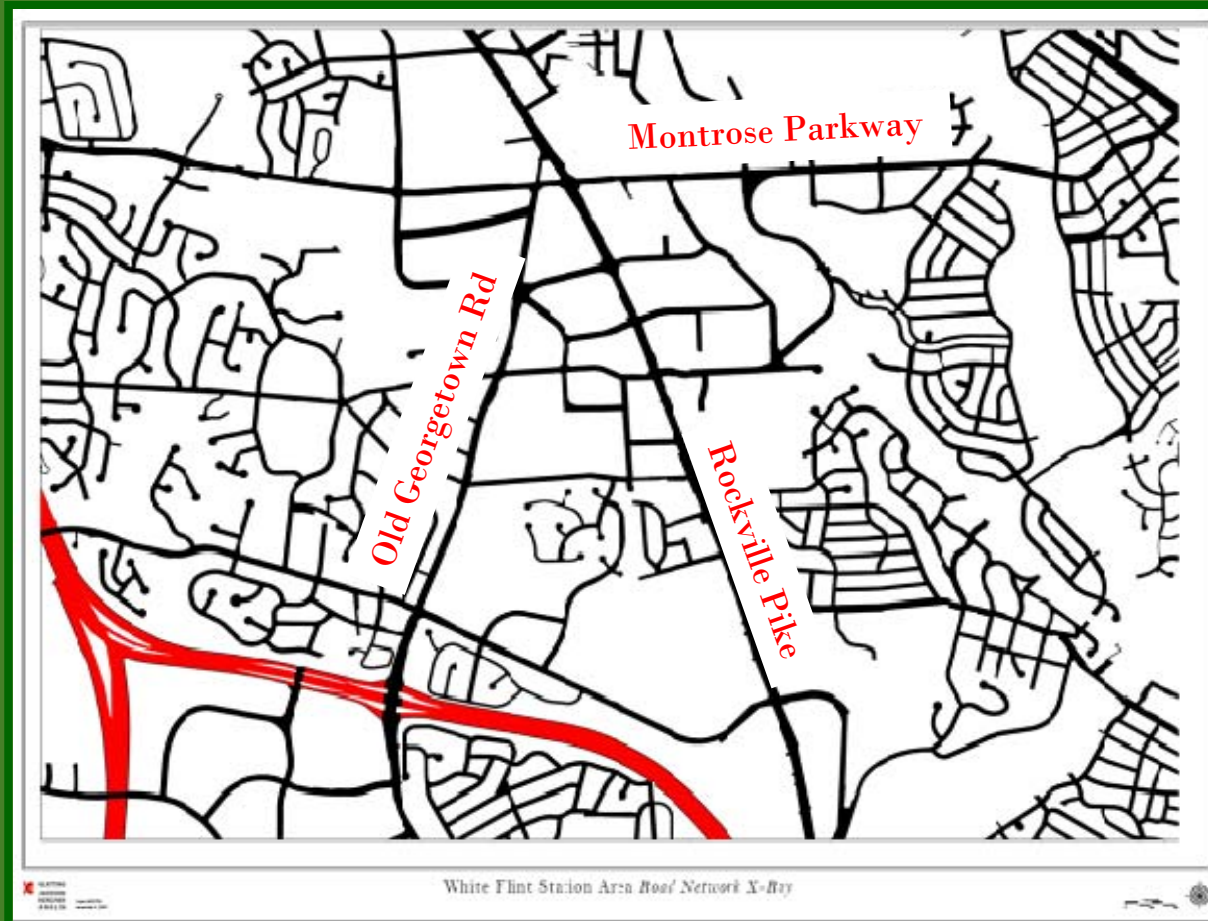 Montrose Parkway
Old Georgetown Rd
Rockville Pike
White Flint Station Area Road Network X-Ray